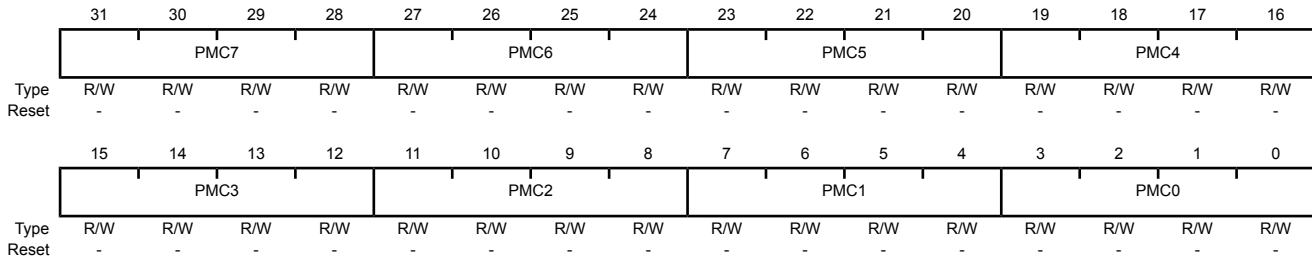 31 30 29 28 27 26 25 24 23 22 21 20 19 18 17 16
PMC7 PMC6 PMC5 PMC4
Type R/W R/W R/W R/W R/W R/W R/W R/W R/W R/W R/W R/W R/W R/W R/W R/W
Reset - - - - - - - - - - - - - - - -
15 14 13 12 11 10 9 8 7 6 5 4 3 2 1 0
PMC3 PMC2 PMC1 PMC0
Type R/W R/W R/W R/W R/W R/W R/W R/W R/W R/W R/W R/W R/W R/W R/W R/W
Reset - - - - - - - - - - - - - - - -